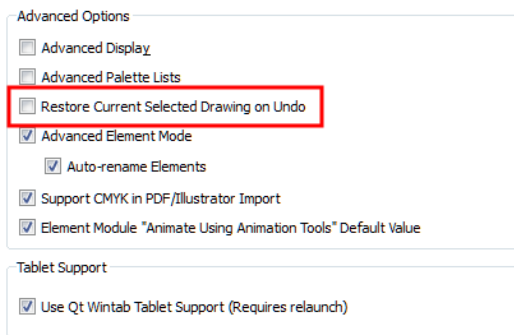 Advanced Options
Advanced Display
Advanced Palette Lists
Restore Current Selected Drawing on Undo
Advanced Element Mode
Auto-rename Elements
Support CMYK in PDF/Illustrator Import
Element Module "Animate Using Animation Tools" Default Value
Tablet Support
Use Qt Wintab Tablet Support (Requires relaunch)